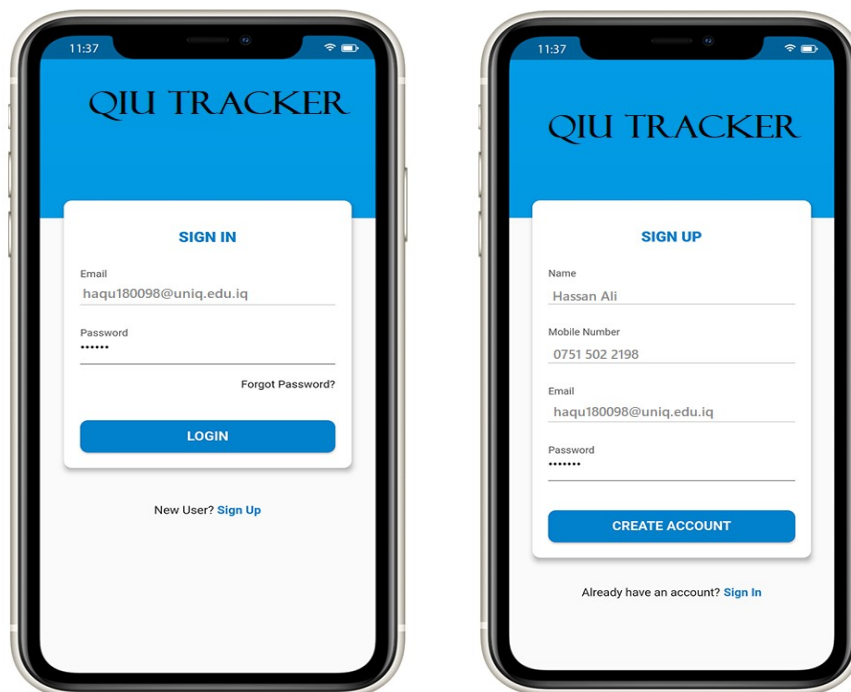 11:37
QIU TRACKER
SIGN IN
Email
haqu180098@uniq.edu.iq
Password
••••••
Forgot Password?
LOGIN
New User? Sign Up
11:37
QIU TRACKER
SIGN UP
Name
Hassan Ali
Mobile Number
0751 502 2198
Email
haqu180098@uniq.edu.iq
Password
•••••••
CREATE ACCOUNT
Already have an account? Sign In